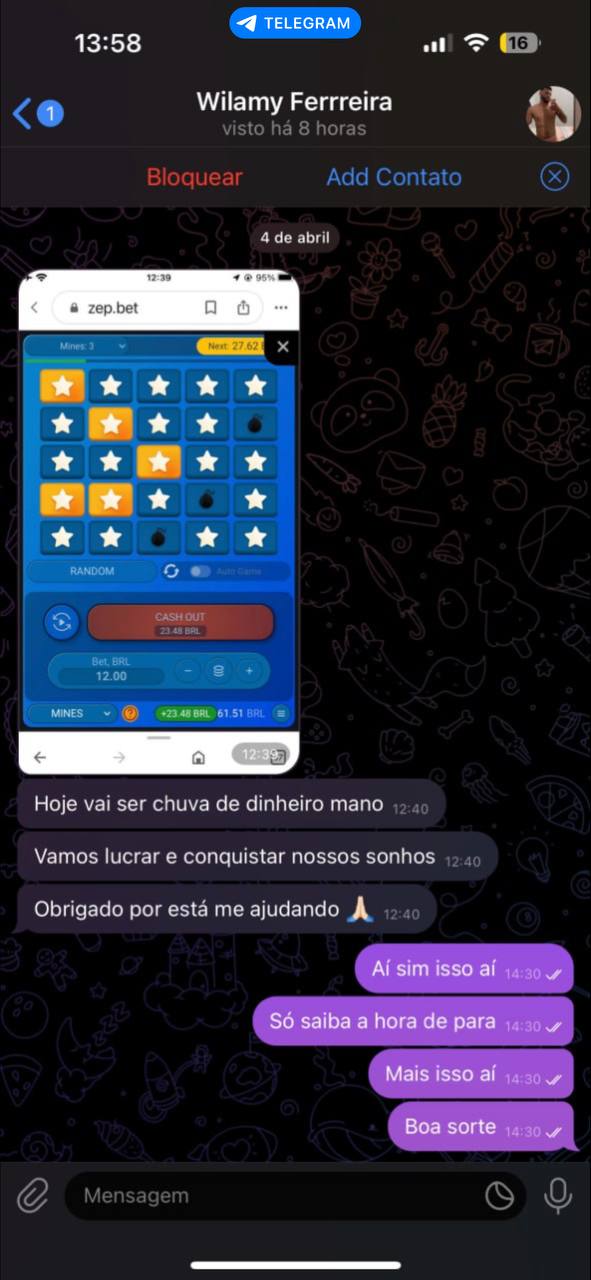 TELEGRAM
13:58
16
1
Wilamy Ferrreira
visto há 8 horas
Bloquear
Add Contato
4 de abril
12:39
95%
zep.bet
Mines: 3
Next: 27.62
RANDOM
Auto Game
CASH OUT
23.48 BRL
Bet, BRL
12.00
MINES
+23.48 BRL
61.51 BRL
12:39
Hoje vai ser chuva de dinheiro mano 12:40
Vamos lucrar e conquistar nossos sonhos 12:40
Obrigado por está me ajudando 🙏🏻 12:40
Aí sim isso aí 14:30
Só saiba a hora de para 14:30
Mais isso aí 14:30
Boa sorte 14:30
Mensagem